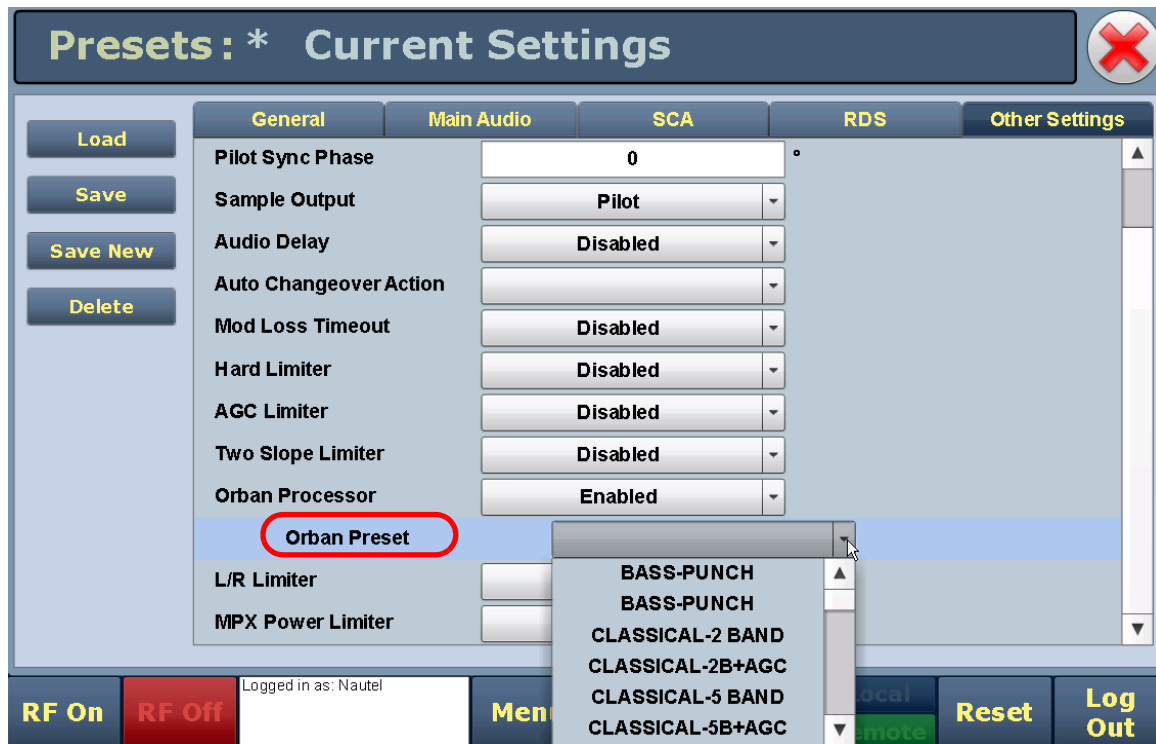 Presets: * Current Settings
General Main Audio SCA RDS Other Settings
Load
Save
Save New
Delete
Pilot Sync Phase 0 °
Sample Output Pilot
Audio Delay Disabled
Auto Changeover Action
Mod Loss Timeout Disabled
Hard Limiter Disabled
AGC Limiter Disabled
Two Slope Limiter Disabled
Orban Processor Enabled
Orban Preset
L/R Limiter
MPX Power Limiter
BASS-PUNCH
BASS-PUNCH
CLASSICAL-2 BAND
CLASSICAL-2B+AGC
CLASSICAL-5 BAND
CLASSICAL-5B+AGC
RF On
RF Off
Logged in as: Nautel
Men
ocal
emote
Reset
Log
Out